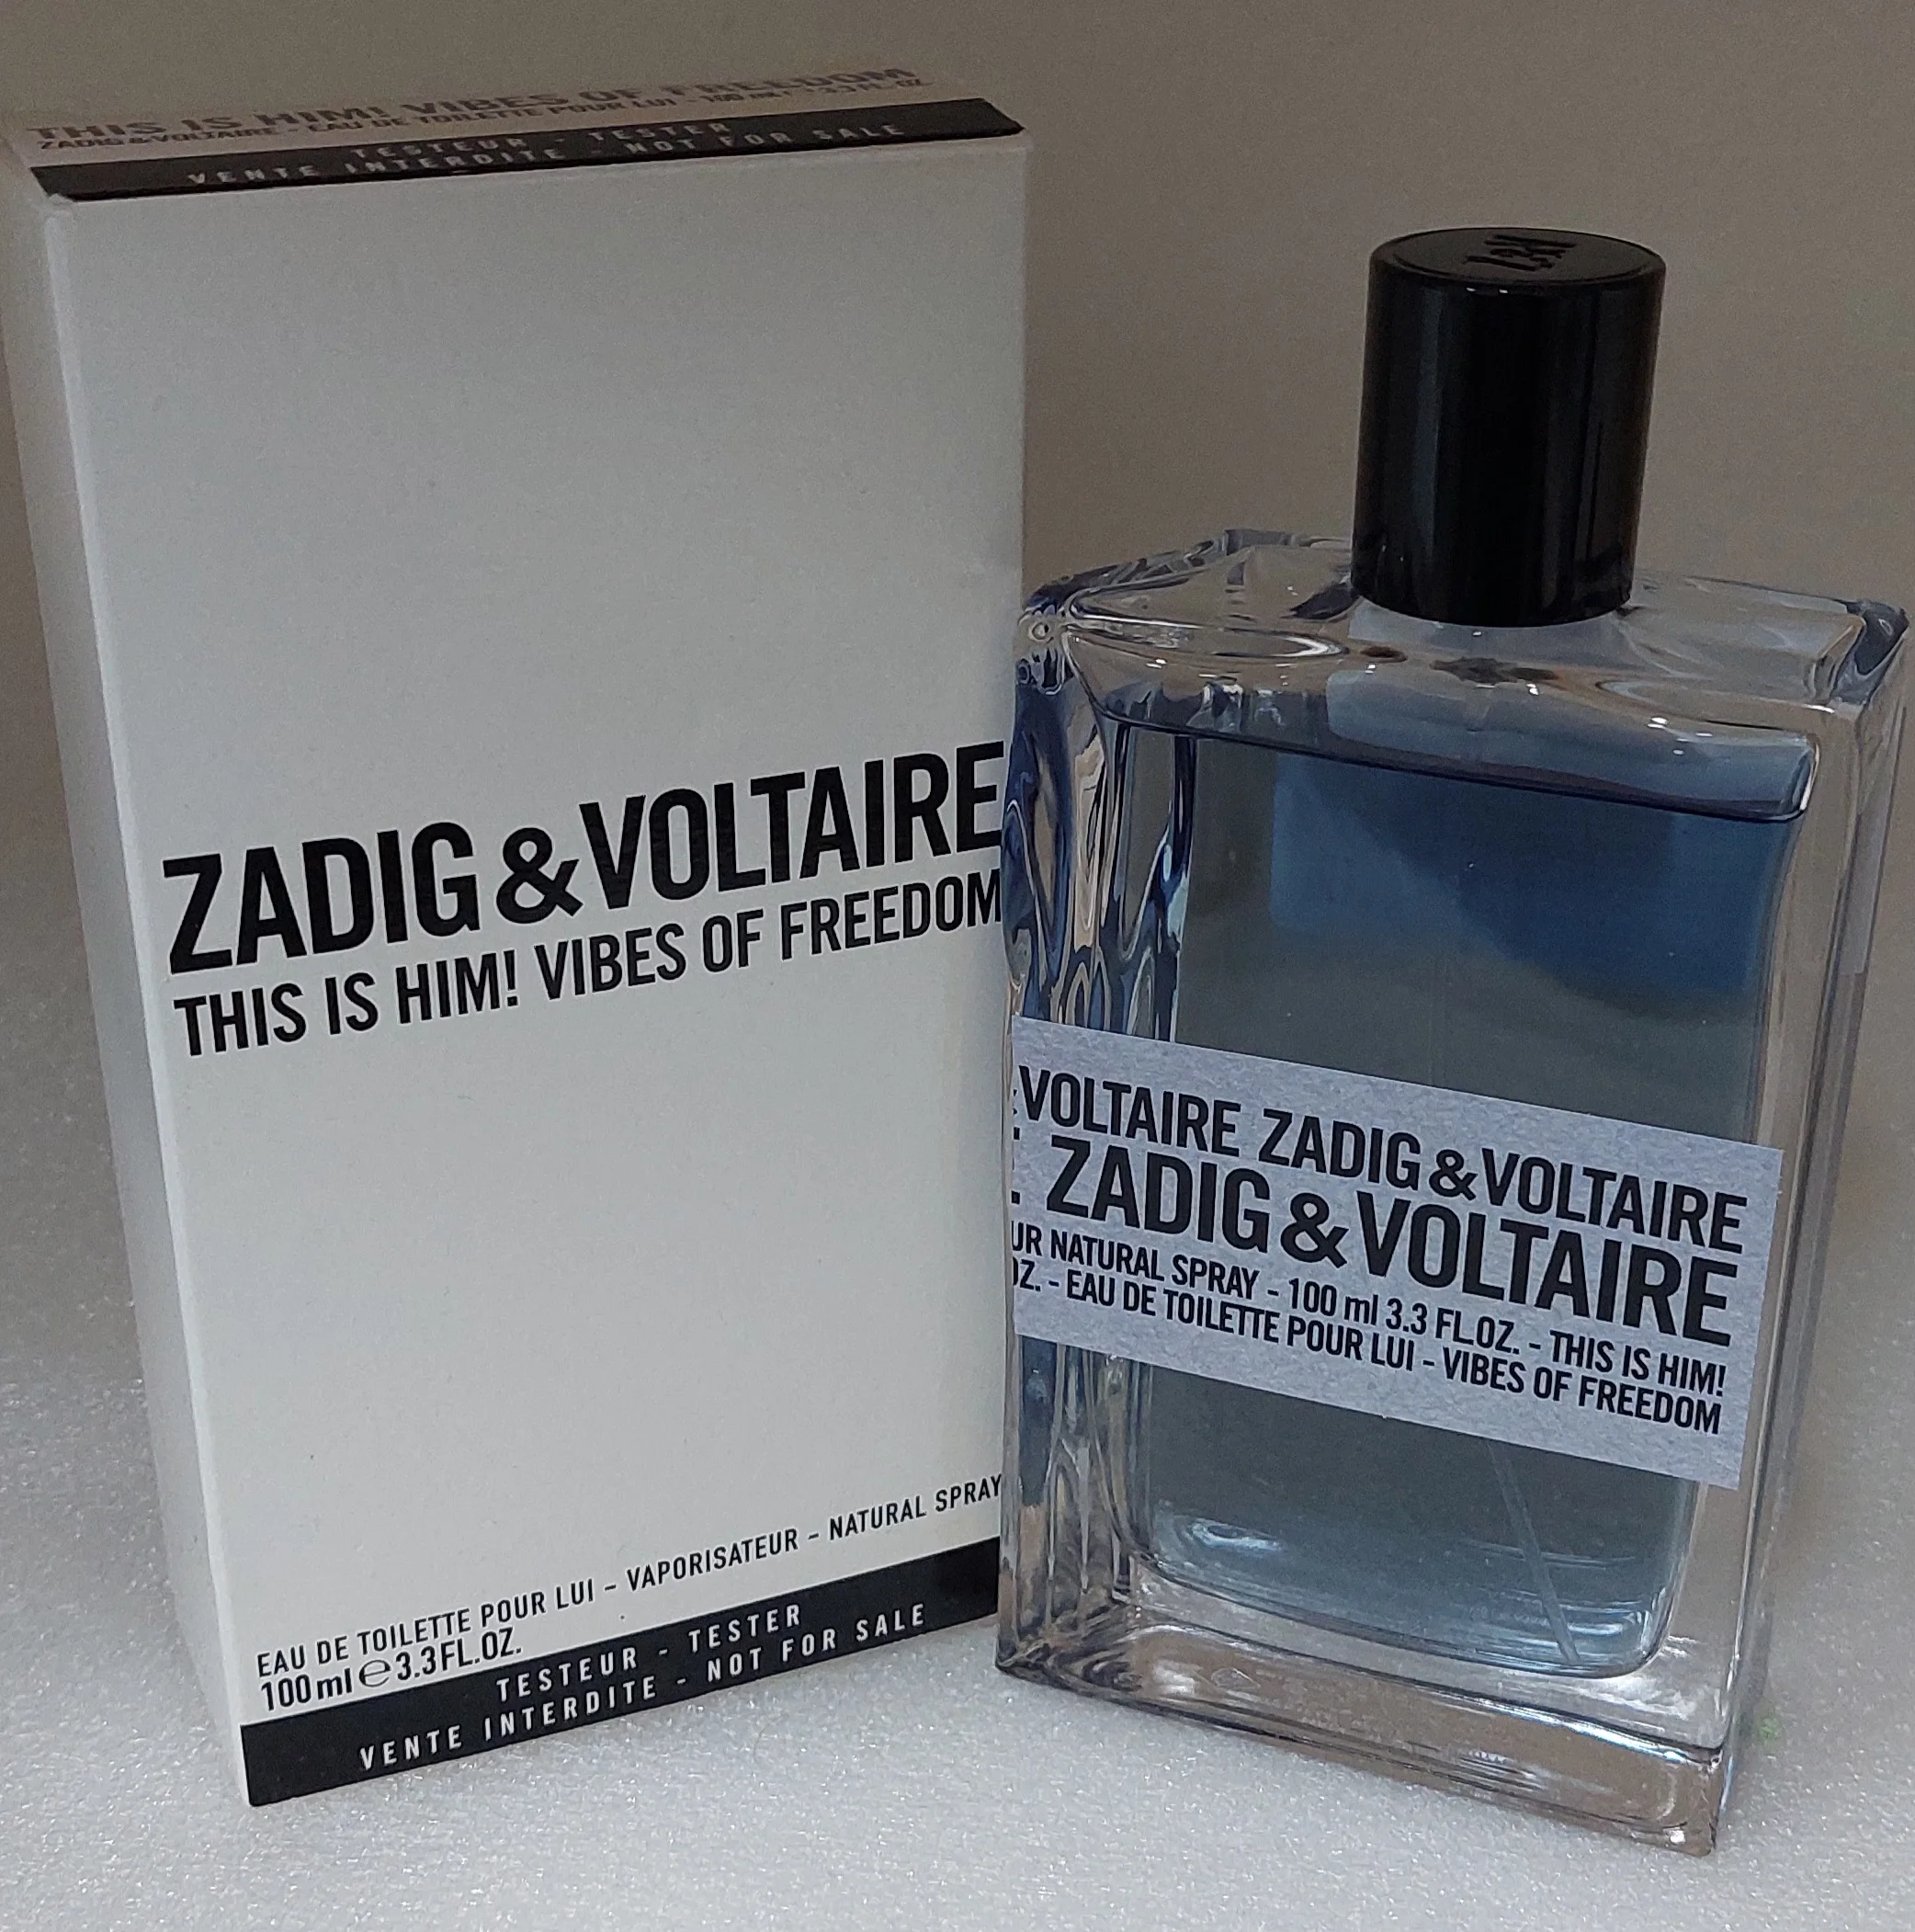 THIS IS HIM! VIBES OF FREEDOM
ZADIG&VOLTAIRE - EAU DE TOILETTE POUR LUI - 100 ml - 3.3 FL. OZ.
TESTEUR - TESTER
VENTE INTERDITE - NOT FOR SALE
ZADIG&VOLTAIRE
THIS IS HIM! VIBES OF FREEDOM
EAU DE TOILETTE POUR LUI – VAPORISATEUR – NATURAL SPRAY
100 ml ℮ 3.3 FL.OZ.
TESTEUR - TESTER
VENTE INTERDITE - NOT FOR SALE
&VOLTAIRE ZADIG&VOLTAIRE
E ZADIG&VOLTAIRE
UR NATURAL SPRAY - 100 ml 3.3 FL.OZ. - THIS IS HIM!
OZ. - EAU DE TOILETTE POUR LUI - VIBES OF FREEDOM